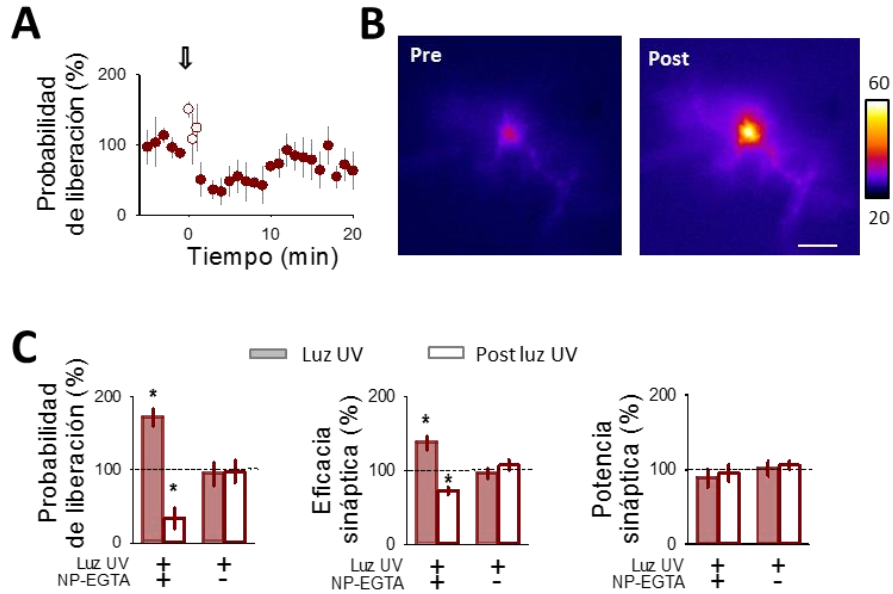 A
Probabilidad
de liberación (%)
200
100
0
0
10
20
Tiempo (min)
B
Pre
Post
60
20
C
Luz UV
Post luz UV
Probabilidad
de liberación (%)
200
100
0
*
*
Luz UV + +
NP-EGTA + -
Eficacia
sináptica (%)
200
100
0
*
*
Luz UV + +
NP-EGTA + -
Potencia
sináptica (%)
200
100
0
Luz UV + +
NP-EGTA + -